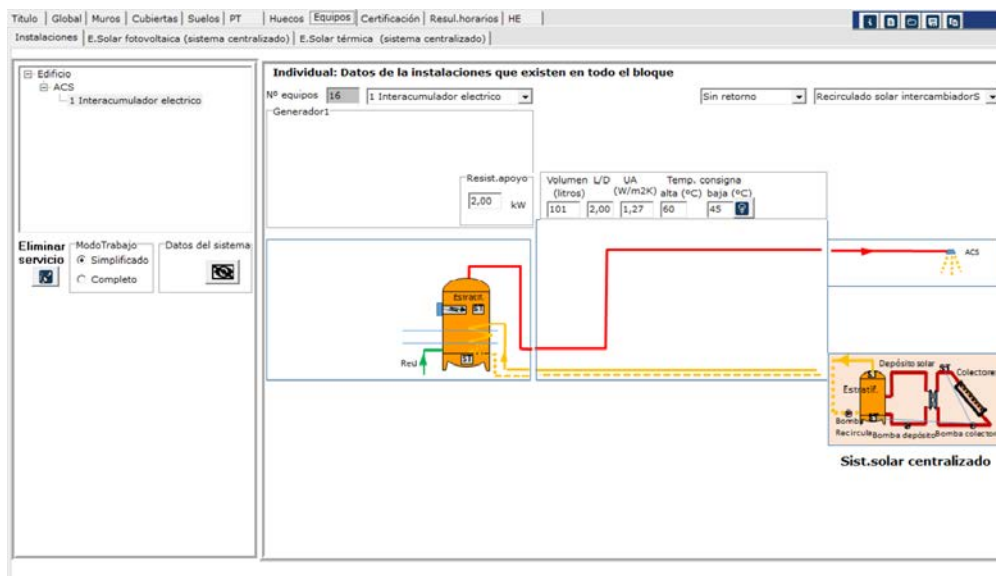 Titulo Global Muros Cubiertas Suelos PT Huecos Equipos Certificación Resul.horarios HE
Instalaciones E.Solar fotovoltaica (sistema centralizado) E.Solar térmica (sistema centralizado)
Edificio
ACS
1 Interacumulador electrico
Eliminar servicio
ModoTrabajo
Simplificado
Completo
Datos del sistema
Individual: Datos de la instalaciones que existen en todo el bloque
Nº equipos 16 1 Interacumulador electrico Sin retorno Recirculado solar intercambiadorS
Generador1
Resist.apoyo
2,00 kW
Volumen L/D UA Temp. consigna
(litros) (W/m2K) alta (ºC) baja (ºC)
101 2,00 1,27 60 45
ACS
Estratif.
ST
Red
ST
Depósito solar
Colectore
Estratif.
Bomba
Recircula Bomba depósito Bomba colector
Sist.solar centralizado